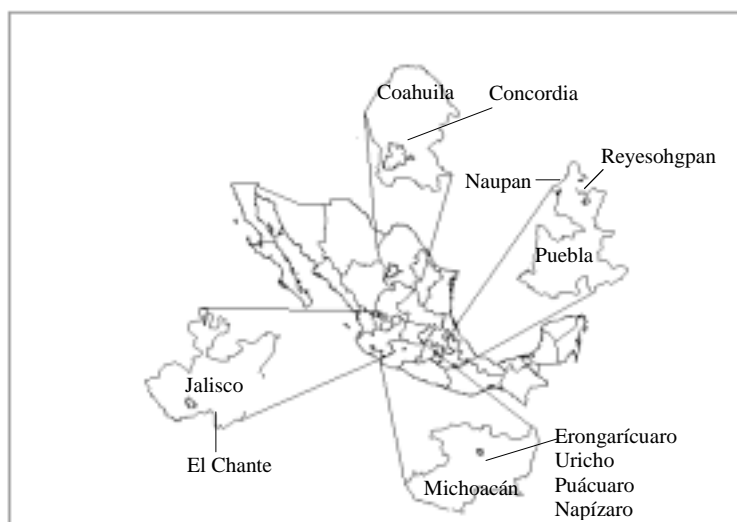 Coahuila
Concordia
Reyesohgpan
Naupan
Puebla
Jalisco
El Chante
Erongarícuaro
Uricho
Michoacán
Puácuaro
Napízaro